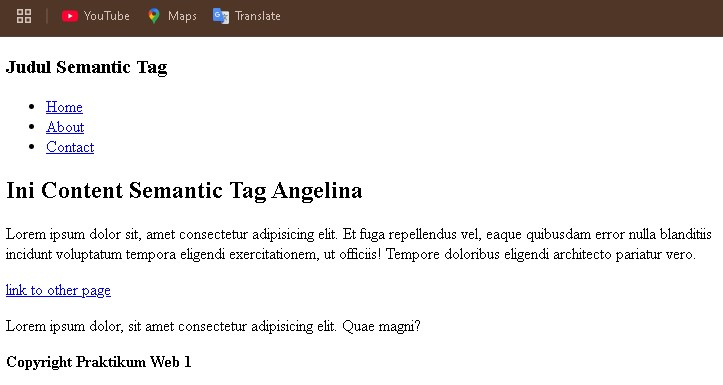 YouTube Maps Translate
Judul Semantic Tag
Home
About
Contact
Ini Content Semantic Tag Angelina
Lorem ipsum dolor sit, amet consectetur adipisicing elit. Et fuga repellendus vel, eaque quibusdam error nulla blanditiis
incidunt voluptatum tempora eligendi exercitationem, ut officiis! Tempore doloribus eligendi architecto pariatur vero.
link to other page
Lorem ipsum dolor, sit amet consectetur adipisicing elit. Quae magni?
Copyright Praktikum Web 1